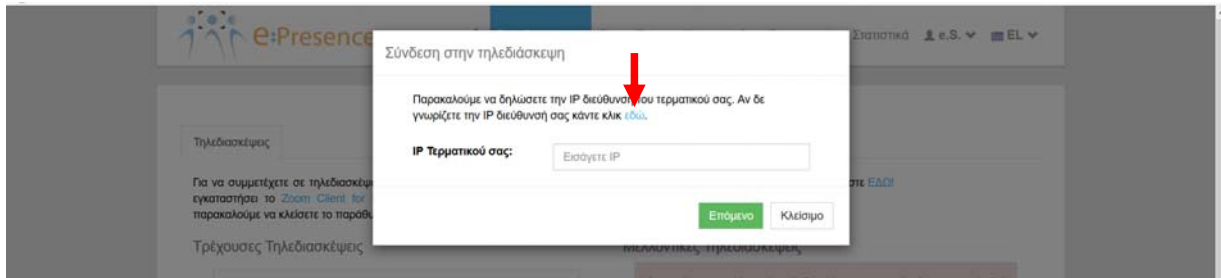 e:Presence
Στατιστικά e.S. EL
Σύνδεση στην τηλεδιάσκεψη
Παρακαλούμε να δηλώσετε την IP διεύθυνση του τερματικού σας. Αν δε
γνωρίζετε την IP διεύθυνσή σας κάντε κλικ εδώ.
Τηλεδιασκέψεις
IP Τερματικού σας: Εισάγετε IP
Για να συμμετέχετε σε τηλεδιασκέψ στε ΕΔΩ!
εγκαταστήσει το Zoom Client for
παρακαλούμε να κλείσετε το παράθυ
Επόμενο Κλείσιμο
Τρέχουσες Τηλεδιασκέψεις Μελλοντικές Τηλεδιασκέψεις